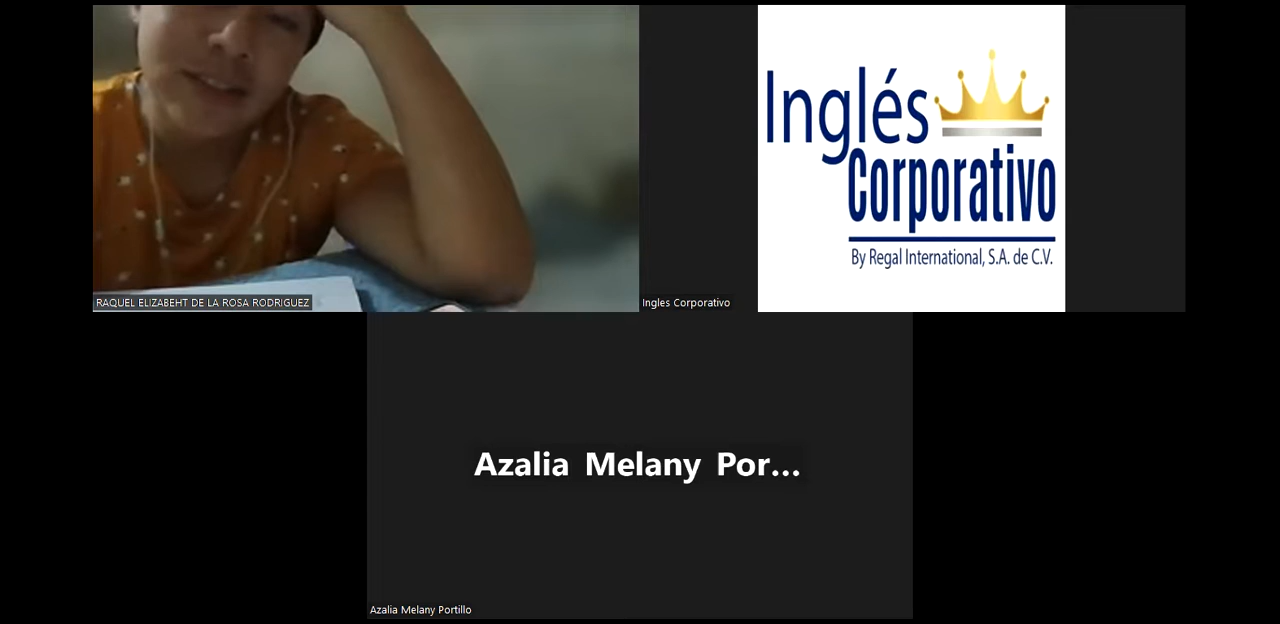 Inglés
Corporativo
By Regal International, S.A. de C.V.
RAQUEL ELIZABEHT DE LA ROSA RODRIGUEZ
Ingles Corporativo
Azalia Melany Por...
Azalia Melany Portillo